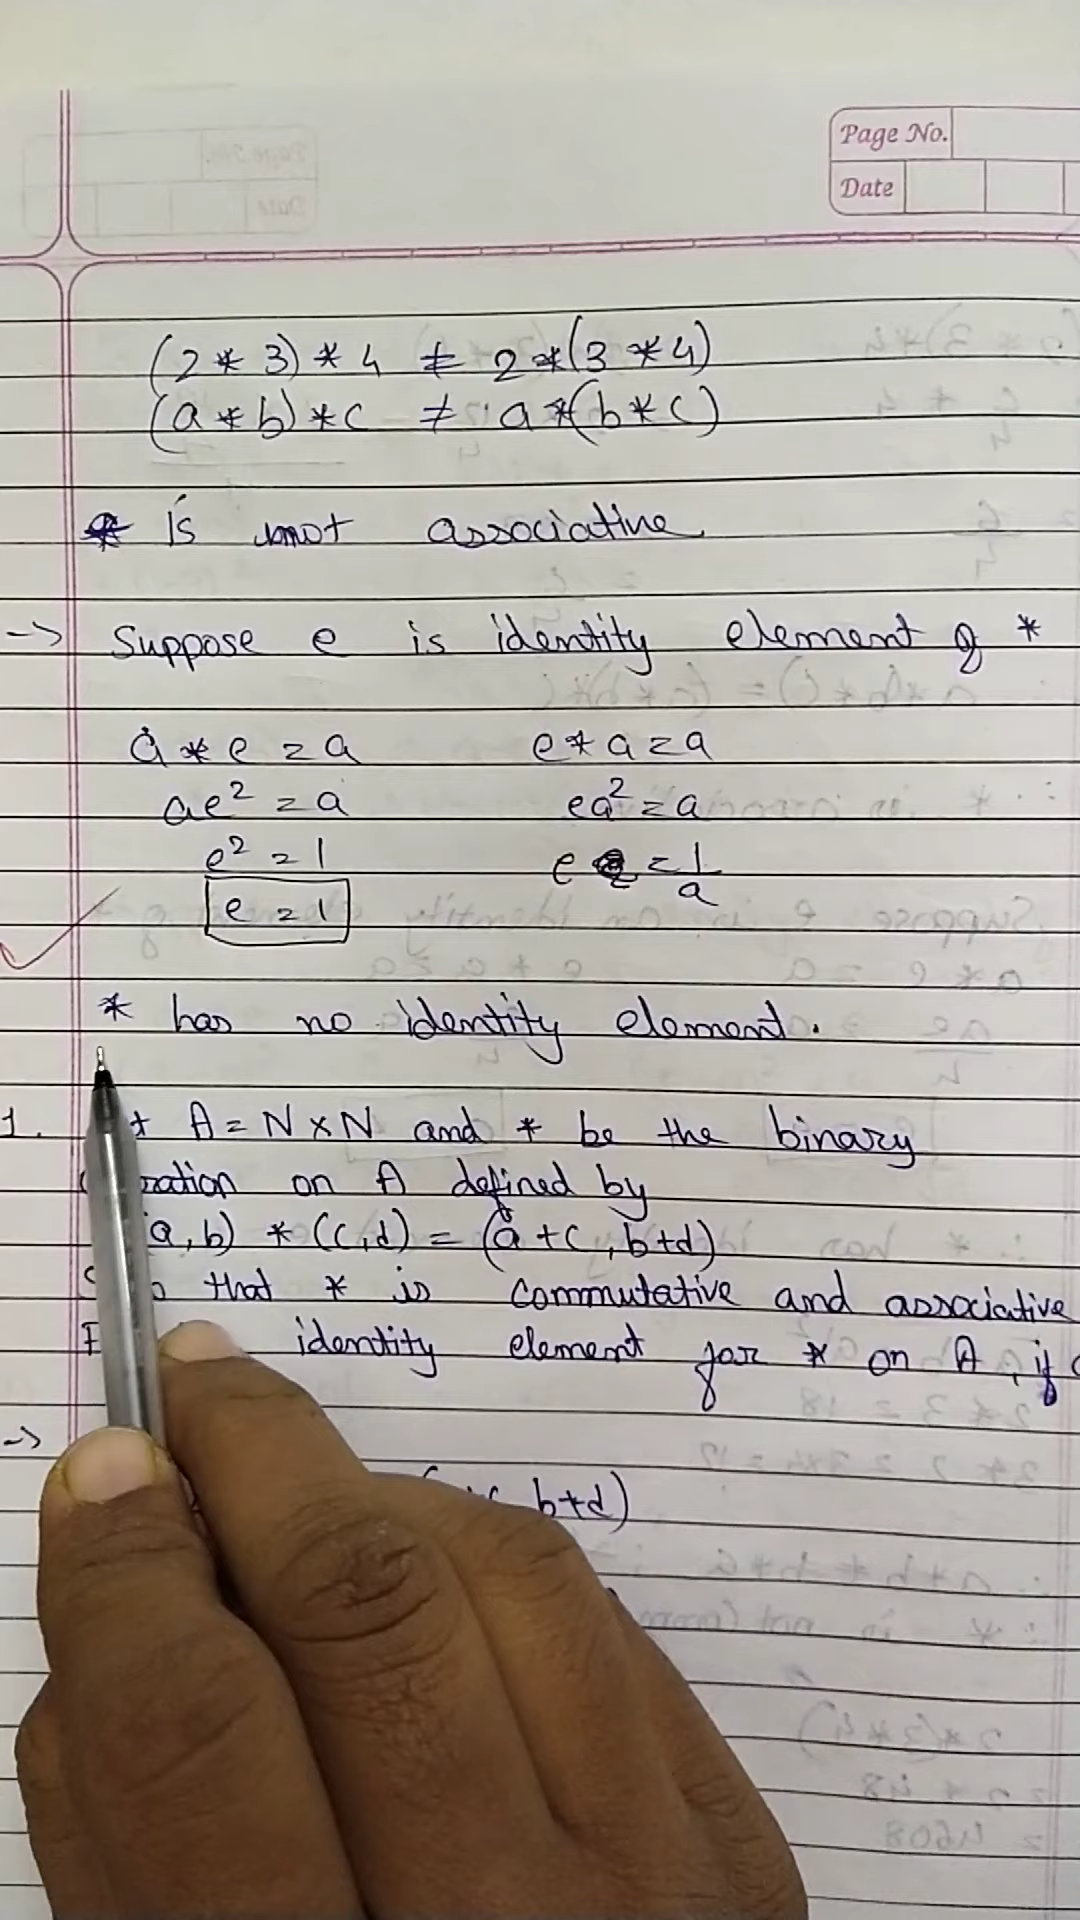 Page No.
Date
(2 * 3) * 4 ≠ 2 * (3 * 4)
(a * b) * c ≠ a * (b * c)
* is not associative
-> Suppose e is identity element of *
a * e = a e * a = a
ae² = a ea² = a
e² = 1 e = 1/a
e = 1
* has no identity element.
1. A = N × N and * be the binary
on A defined by
a, b) * (c, d) = (a + c, b + d)
that * is commutative and associative
identity element for * on A, if
->
b + d)